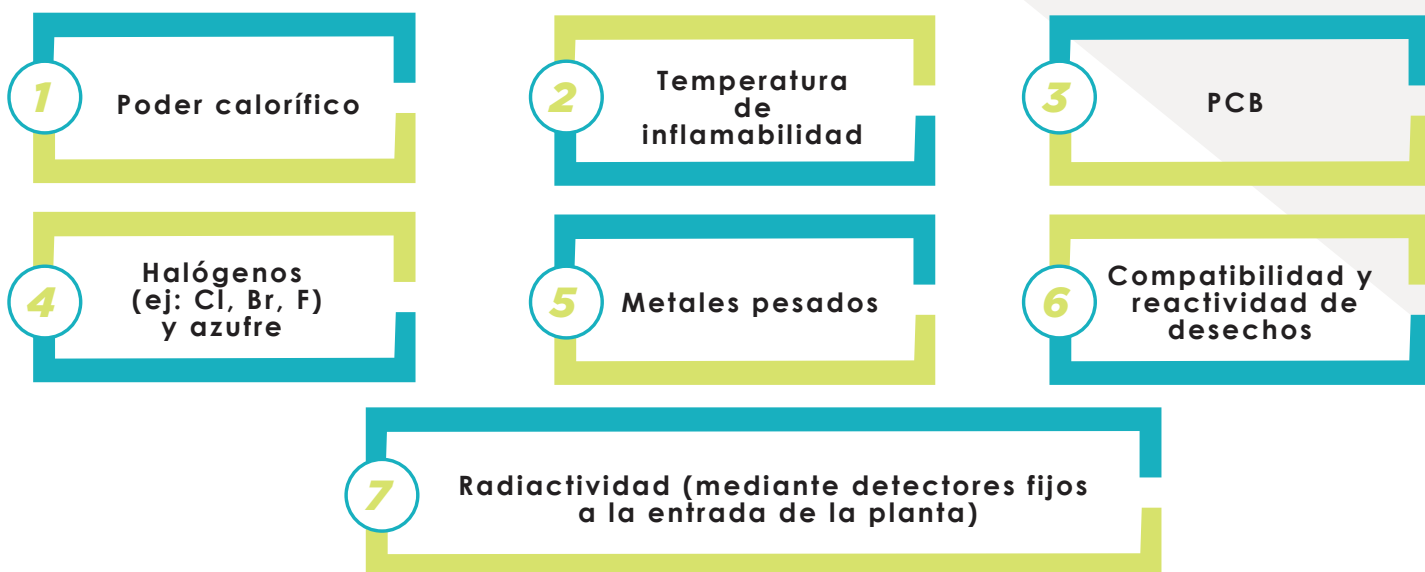 1
Poder calorífico
2
Temperatura
de
inflamabilidad
3
PCB
4
Halógenos
(ej: Cl, Br, F)
y azufre
5
Metales pesados
6
Compatibilidad y
reactividad de
desechos
7
Radiactividad (mediante detectores fijos
a la entrada de la planta)